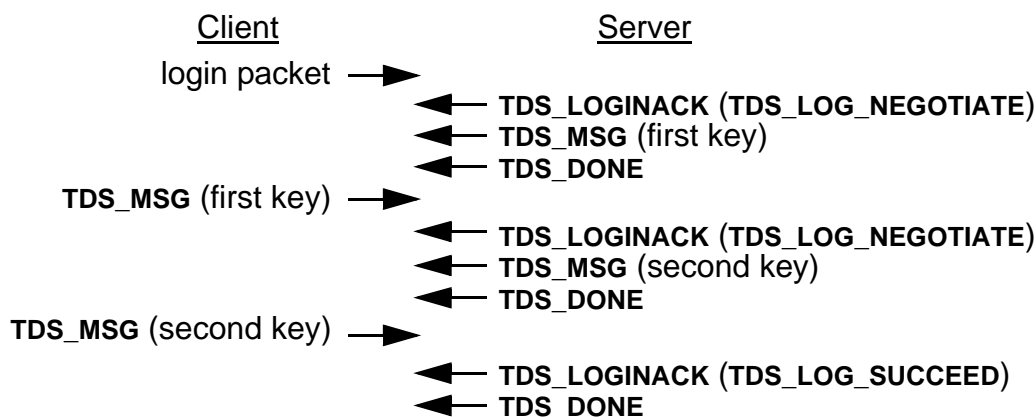 Client Server
login packet
TDS_LOGINACK (TDS_LOG_NEGOTIATE)
TDS_MSG (first key)
TDS_DONE
TDS_MSG (first key)
TDS_LOGINACK (TDS_LOG_NEGOTIATE)
TDS_MSG (second key)
TDS_DONE
TDS_MSG (second key)
TDS_LOGINACK (TDS_LOG_SUCCEED)
TDS_DONE